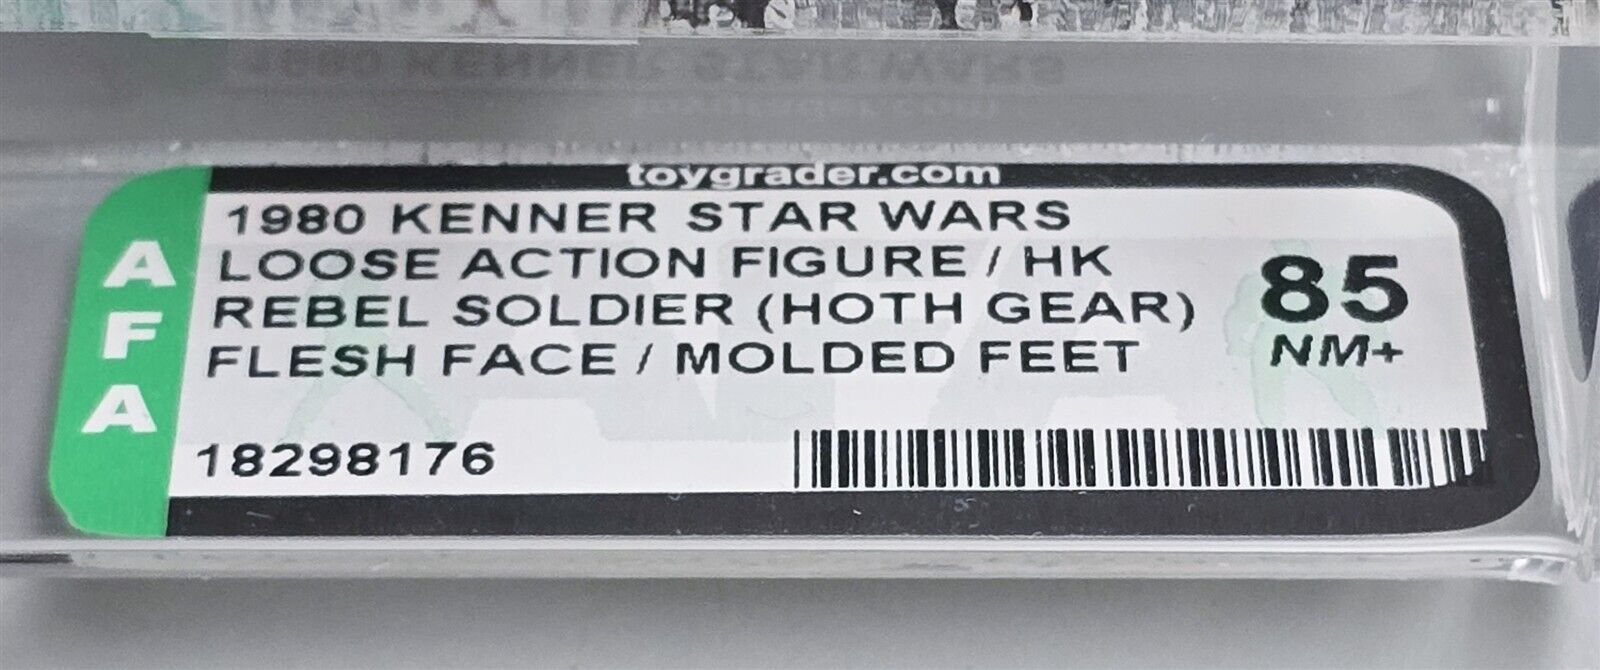 toygrader.com
AFA
1980 KENNER STAR WARS
LOOSE ACTION FIGURE / HK
REBEL SOLDIER (HOTH GEAR)
FLESH FACE / MOLDED FEET
85
NM+
18298176